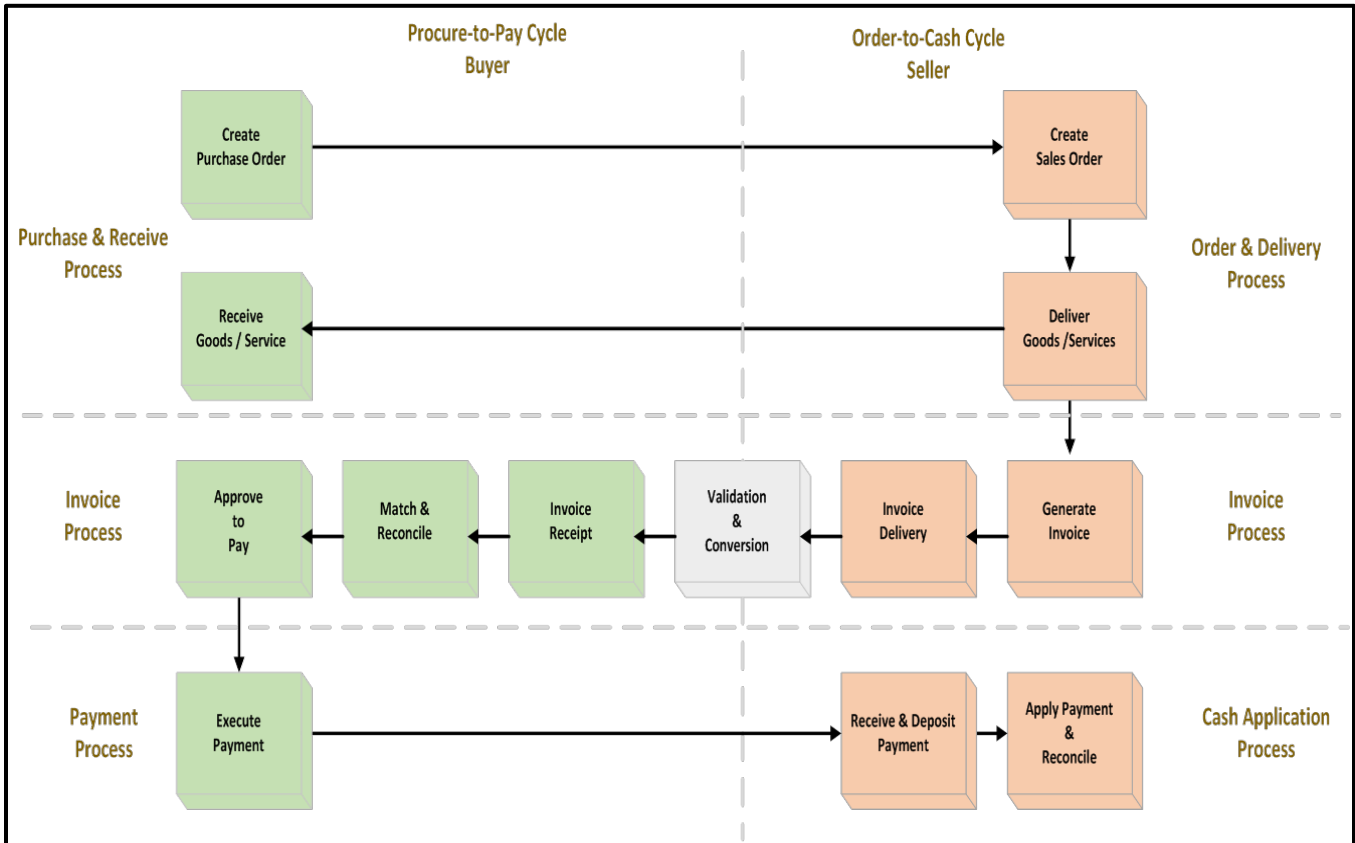 Procure-to-Pay Cycle
Buyer
Order-to-Cash Cycle
Seller
Create
Purchase Order
Create
Sales Order
Purchase & Receive
Process
Order & Delivery
Process
Receive
Goods / Service
Deliver
Goods /Services
Invoice
Process
Approve
to
Pay
Match &
Reconcile
Invoice
Receipt
Validation
&
Conversion
Invoice
Delivery
Generate
Invoice
Invoice
Process
Payment
Process
Execute
Payment
Receive & Deposit
Payment
Apply Payment
&
Reconcile
Cash Application
Process